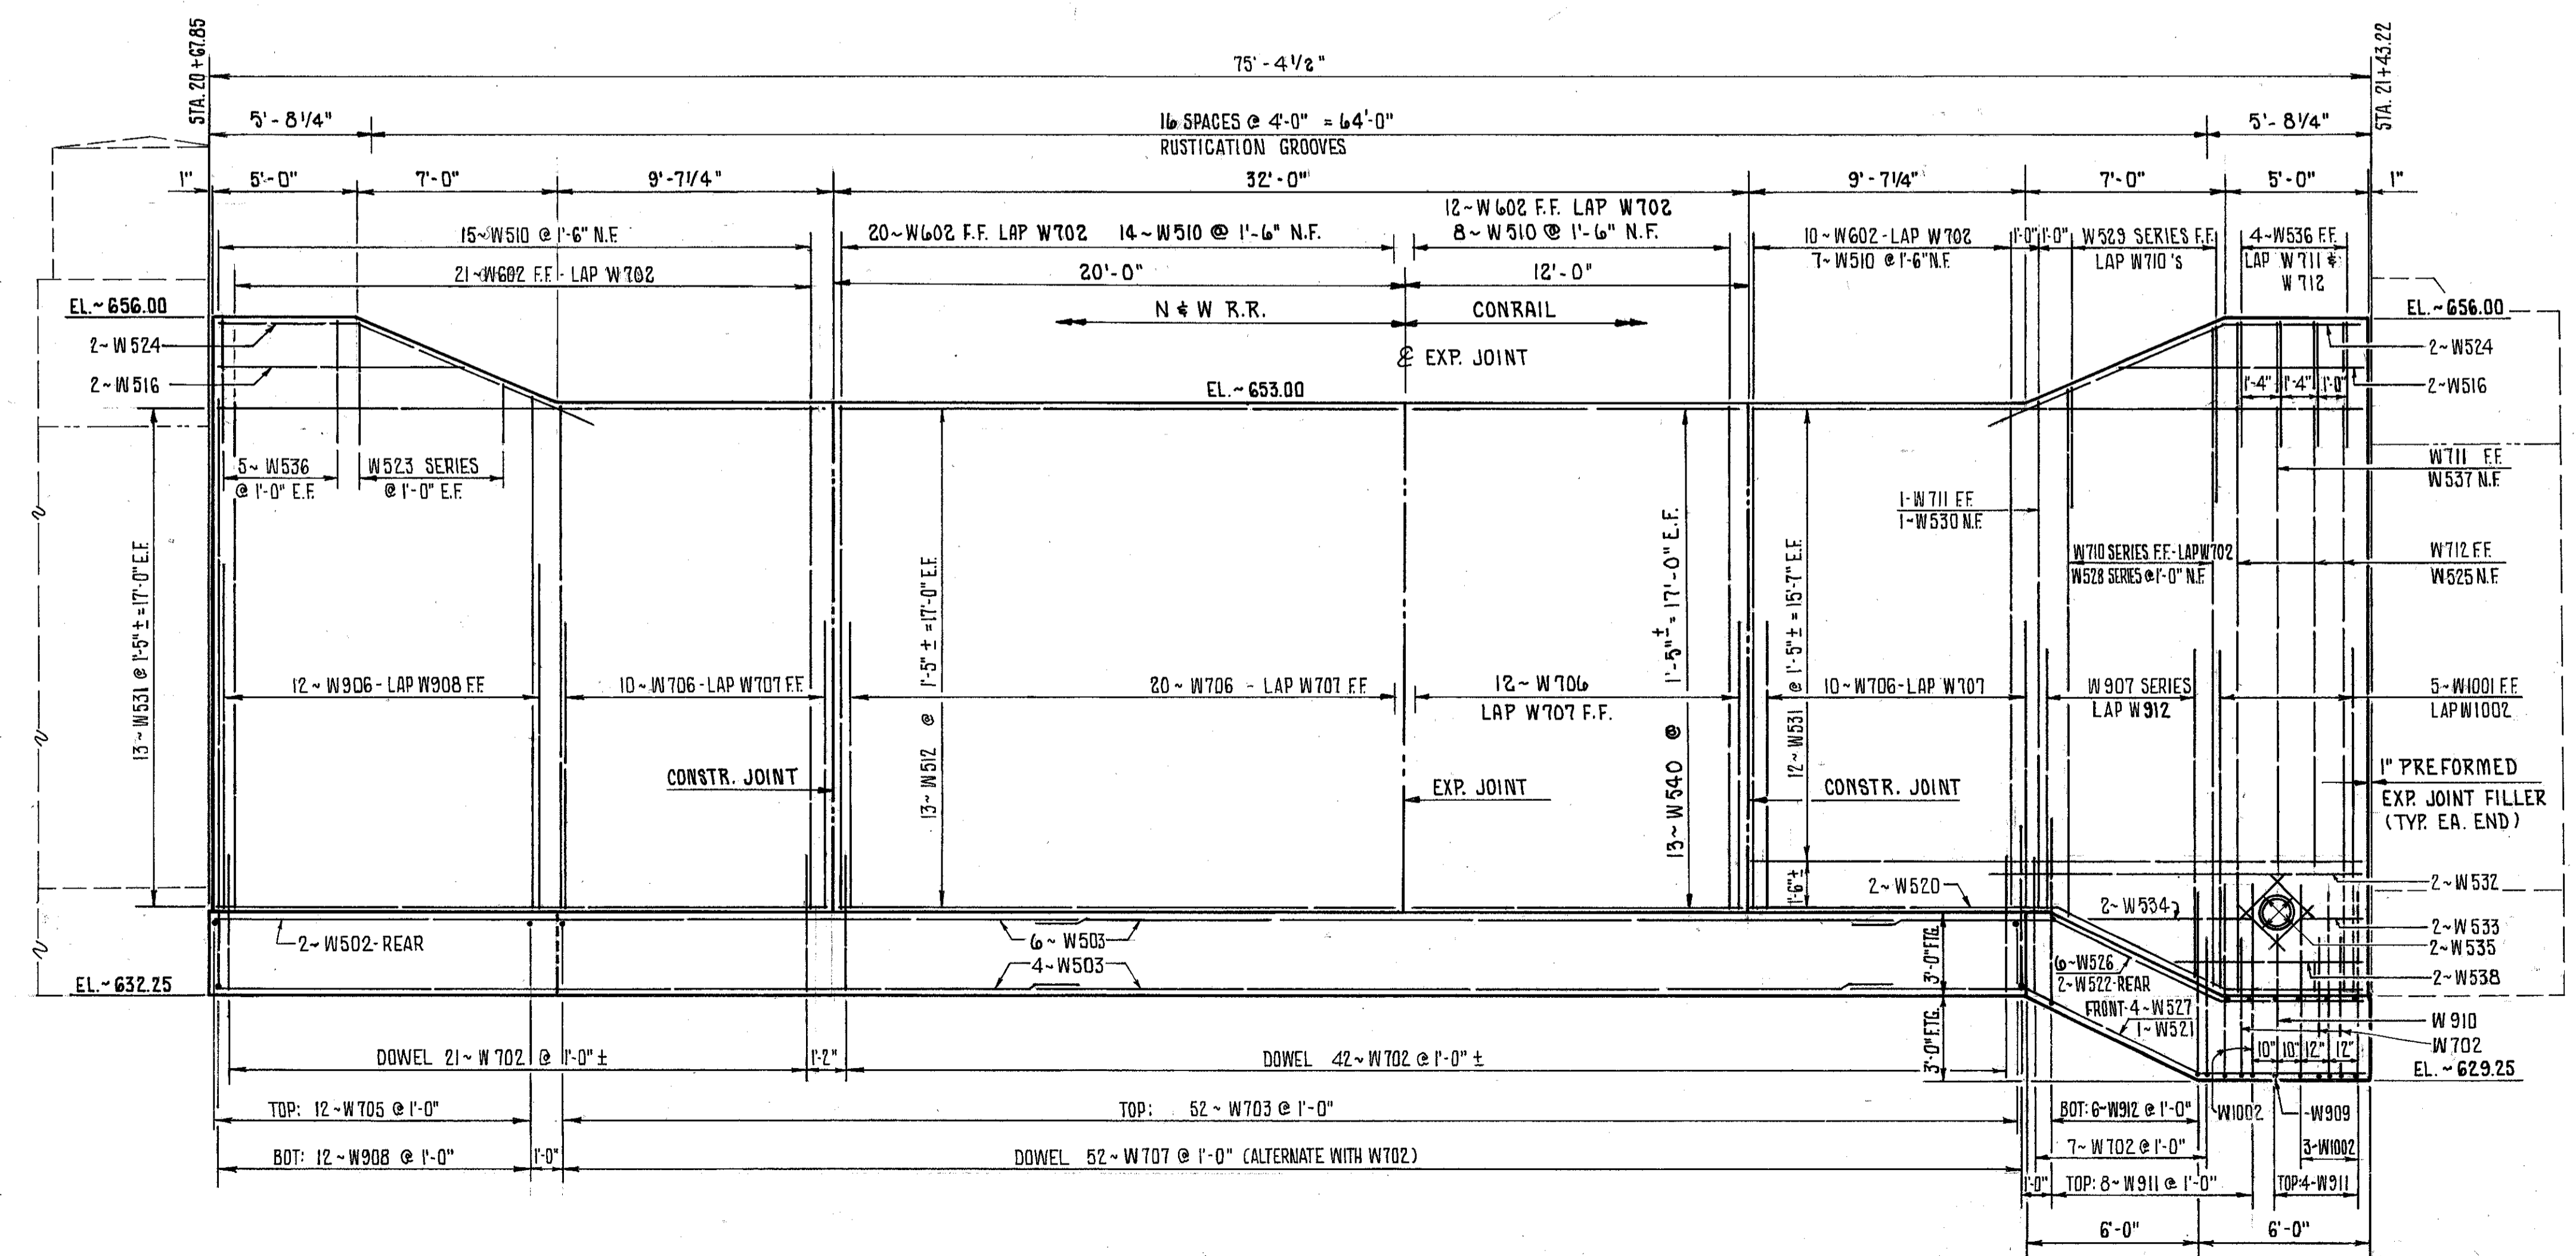 STA. 20+67.85
STA. 21+43.22
75'-4 1/2"
5'-8 1/4"
16 SPACES @ 4'-0" = 64'-0"
RUSTICATION GROOVES
5'-8 1/4"
1"
5'-0"
7'-0"
9'-7 1/4"
32'-0"
9'-7 1/4"
7'-0"
5'-0"
1"
15~W510 @ 1'-6" N.F.
21~W602 F.F.- LAP W702
20~W602 F.F. LAP W702
14~W510 @ 1'-6" N.F.
12~W602 F.F. LAP W702
8~W510 @ 1'-6" N.F.
10~W602-LAP W702
7~W510 @ 1'-6" N.F.
1'-0"
1'-0"
W529 SERIES F.F.
LAP W710's
4~W536 F.F.
LAP W711 &
W712
20'-0"
12'-0"
N & W R.R.
CONRAIL
℄ EXP. JOINT
EL.~656.00
EL.~656.00
2~W524
2~W516
EL.~653.00
2~W524
2~W516
1'-4"
1'-4"
1'-0"
5~W536
@ 1'-0" E.F.
W523 SERIES
@ 1'-0" E.F.
W711 F.F.
W537 N.F.
1-W711 F.F.
1~W530 N.F.
W710 SERIES F.F.-LAP W702
W528 SERIES @ 1'-0" N.F.
W712 F.F.
W525 N.F.
13~W531 @ 1'-5" ± = 17'-0" E.F.
13~W512 @ 1'-5" ± = 17'-0" E.F.
13~W540 @ 1'-5" ± = 17'-0" E.F.
12~W531 @ 1'-5" ± = 15'-7" E.F.
1'-6" ±
12~W906-LAP W908 F.F.
10~W706-LAP W707 F.F.
20~W706 - LAP W707 F.F.
12~W706
LAP W707 F.F.
10~W706-LAP W707
W907 SERIES
LAP W912
5~W1001 F.F.
LAP W1002
CONSTR. JOINT
EXP. JOINT
CONSTR. JOINT
1" PREFORMED
EXP. JOINT FILLER
(TYP. EA. END)
2~W520
2~W532
2~W534
2~W533
2~W535
2~W538
2~W502-REAR
6~W503
4~W503
3'-0" FTG.
3'-0" FTG.
6~W526
2~W522-REAR
FRONT-4~W527
1~W521
EL.~632.25
W910
W702
EL.~629.25
10"
10"
12"
12"
DOWEL 21~W702 @ 1'-0" ±
1'-2"
DOWEL 42~W702 @ 1'-0" ±
TOP: 12~W705 @ 1'-0"
TOP: 52~W703 @ 1'-0"
BOT: 6~W912 @ 1'-0"
W1002
W909
BOT: 12~W908 @ 1'-0"
1'-0"
DOWEL 52~W707 @ 1'-0" (ALTERNATE WITH W702)
7~W702 @ 1'-0"
3~W1002
1'-0"
TOP: 8~W911 @ 1'-0"
TOP: 4-W911
6'-0"
6'-0"